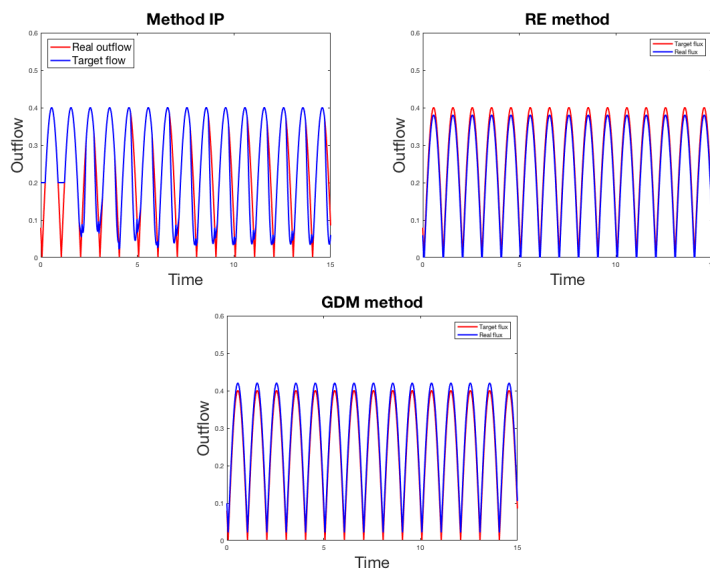 Method IP
Real outflow
Target flow
0.6
0.5
0.4
0.3
0.2
0.1
0
Outflow
0
5
10
15
Time
RE method
Target flux
Real flux
0.6
0.5
0.4
0.3
0.2
0.1
0
Outflow
0
5
10
15
Time
GDM method
Target flux
Real flux
0.6
0.5
0.4
0.3
0.2
0.1
0
Outflow
0
5
10
15
Time